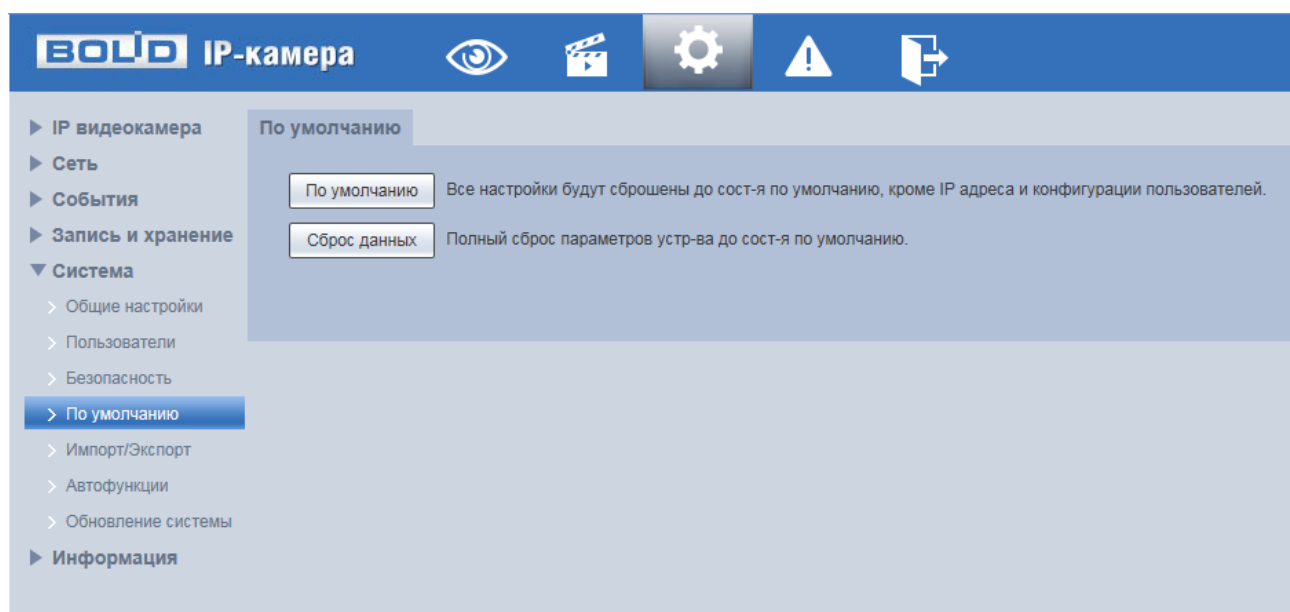 BOLID IP-камера
IP видеокамера
Сеть
События
Запись и хранение
Система
Общие настройки
Пользователи
Безопасность
По умолчанию
Импорт/Экспорт
Автофункции
Обновление системы
Информация
По умолчанию
По умолчанию Все настройки будут сброшены до сост-я по умолчанию, кроме IP адреса и конфигурации пользователей.
Сброс данных Полный сброс параметров устр-ва до сост-я по умолчанию.